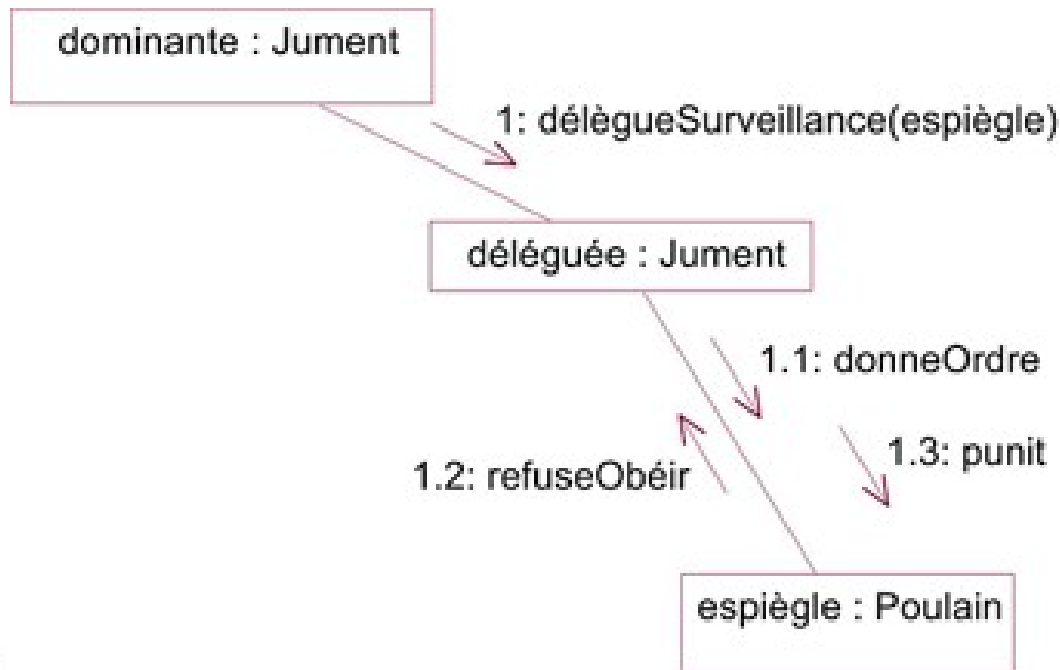 dominante : Jument
1: délègueSurveillance(espiègle)
déléguée : Jument
1.1: donneOrdre
1.3: punit
1.2: refuseObéir
espiègle : Poulain